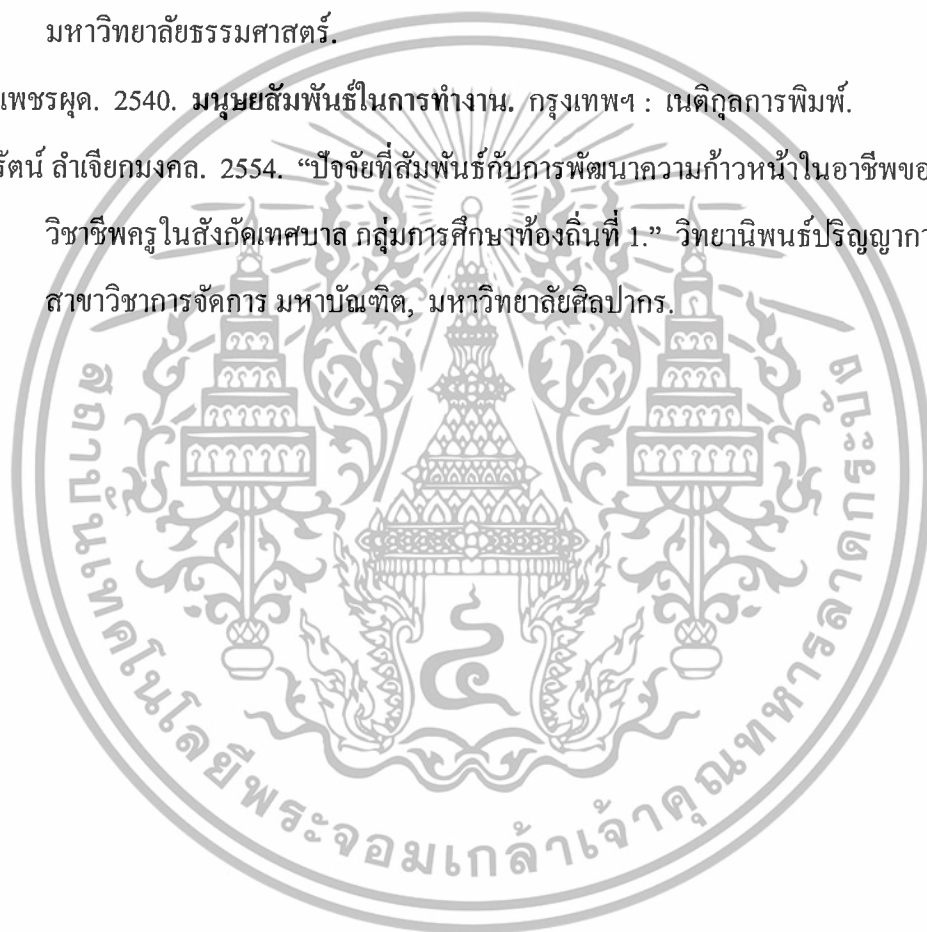 มหาวิทยาลัยธรรมศาสตร์.
เพชรผุด. 2540. มนุษยสัมพันธ์ในการทำงาน. กรุงเทพฯ : เนติกุลการพิมพ์.
รัตน์ ลำเจียกมงคล. 2554. “ปัจจัยที่สัมพันธ์กับการพัฒนาความก้าวหน้าในอาชีพขอ
วิชาชีพครูในสังกัดเทศบาล กลุ่มการศึกษาท้องถิ่นที่ 1.” วิทยานิพนธ์ปริญญากา
สาขาวิชาการจัดการ มหาบัณฑิต, มหาวิทยาลัยศิลปากร.
สถาบันเทคโนโลยีพระจอมเกล้าเจ้าคุณทหารลาดกระบัง